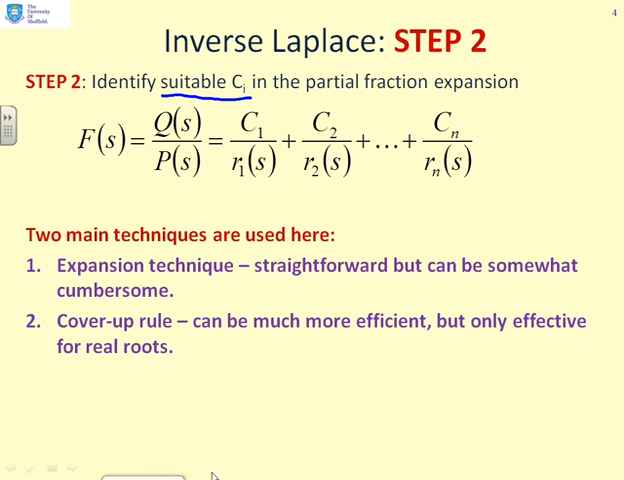 The
University
Of
Sheffield.
4
Inverse Laplace: STEP 2
STEP 2: Identify suitable Ci in the partial fraction expansion
F(s) = Q(s)/P(s) = C1/r1(s) + C2/r2(s) + … + Cn/rn(s)
Two main techniques are used here:
1. Expansion technique – straightforward but can be somewhat
cumbersome.
2. Cover-up rule – can be much more efficient, but only effective
for real roots.